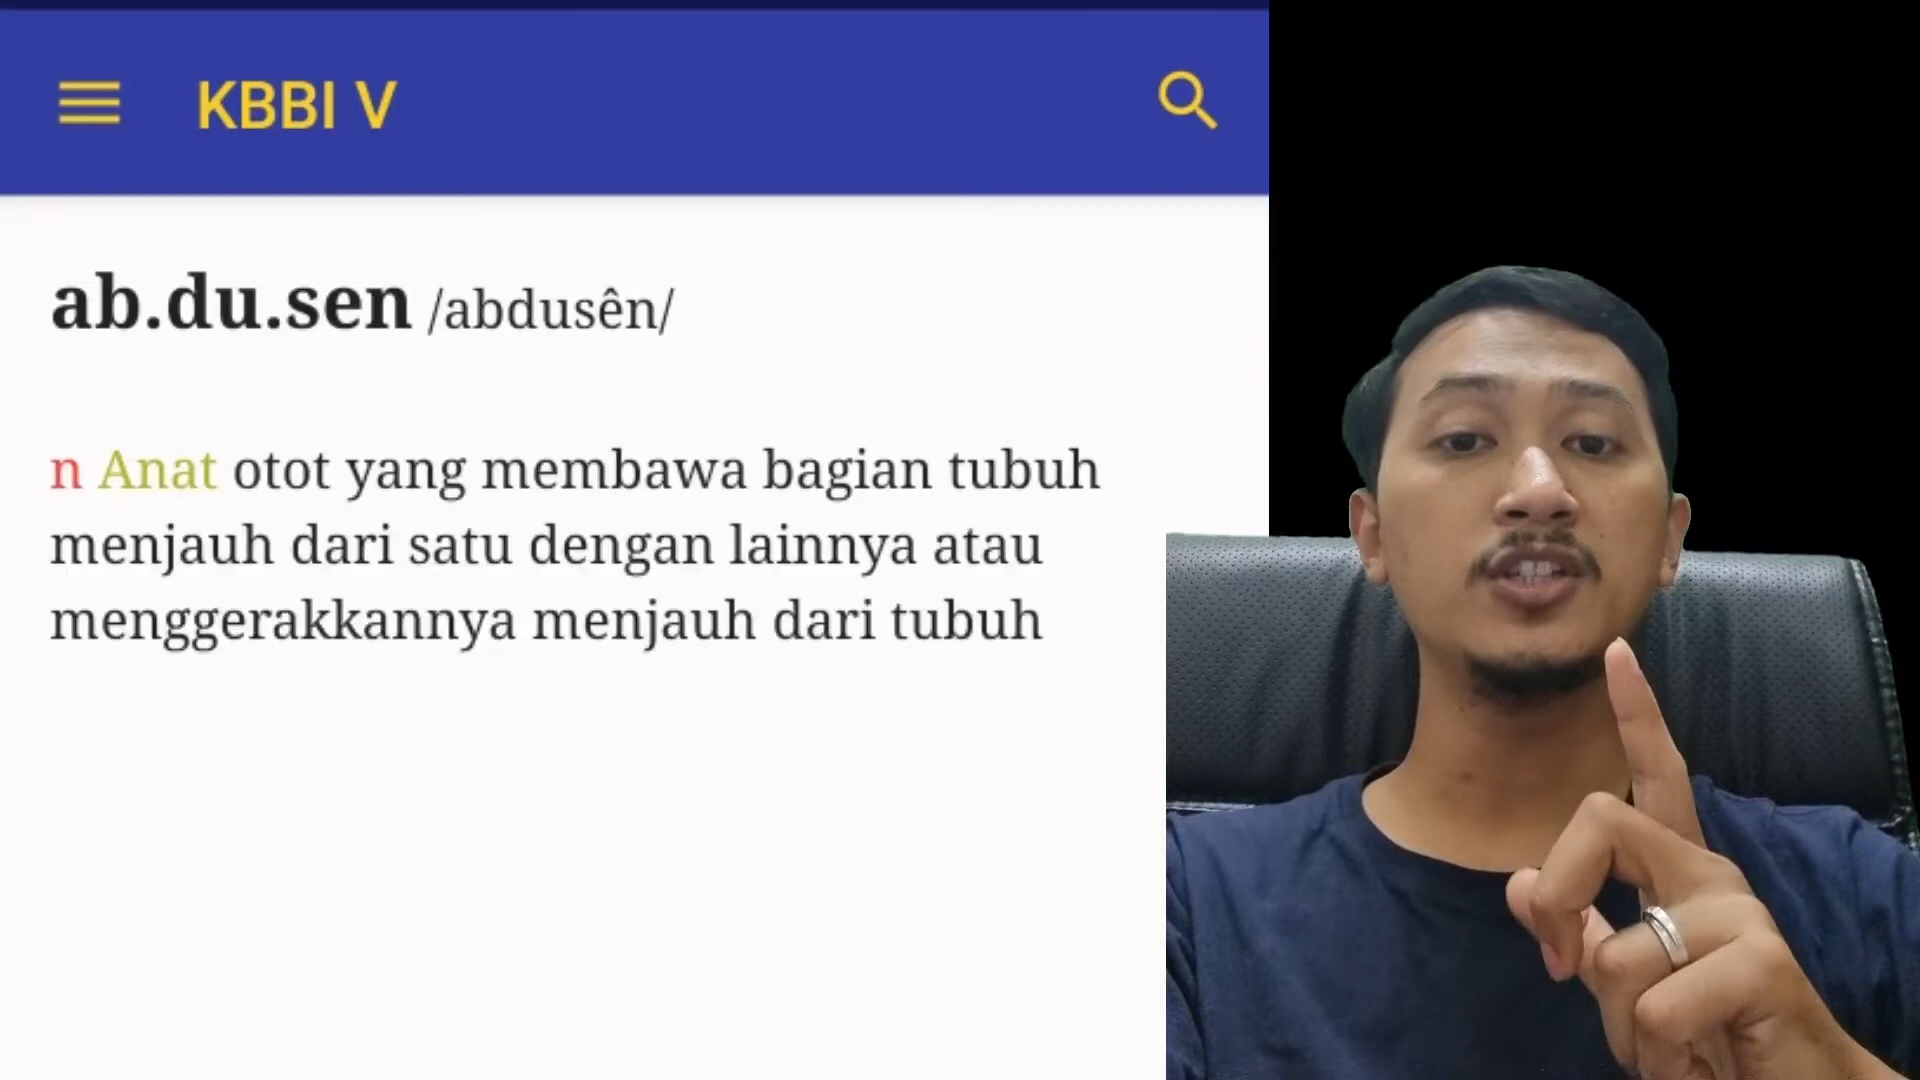 KBBI V
ab.du.sen /abdusên/
n Anat otot yang membawa bagian tubuh
menjauh dari satu dengan lainnya atau
menggerakkannya menjauh dari tubuh